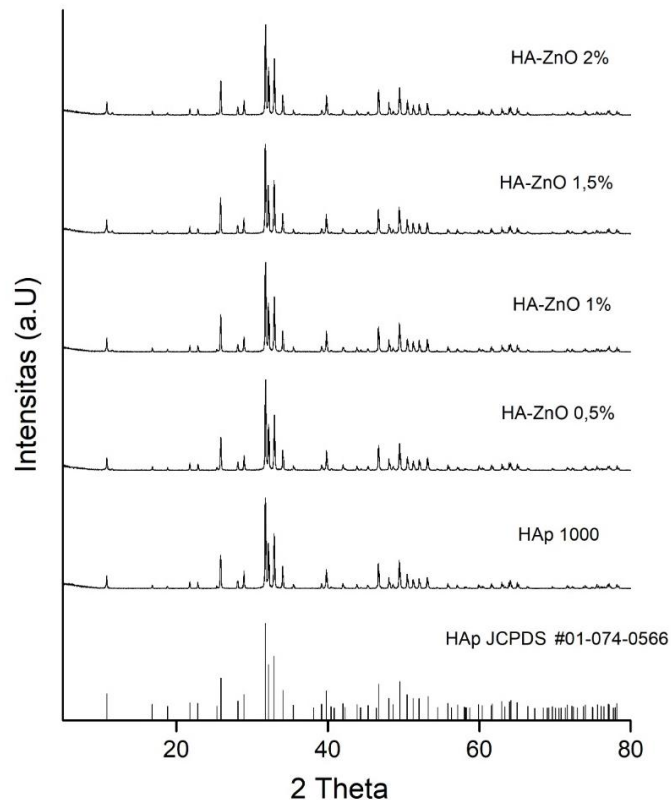 HA-ZnO 2%
HA-ZnO 1,5%
HA-ZnO 1%
HA-ZnO 0,5%
HAp 1000
HAp JCPDS #01-074-0566
Intensitas (a.U)
20 40 60 80
2 Theta